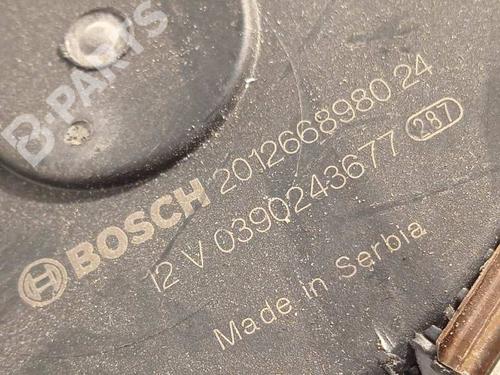 B-PARTS
BOSCH 2012668980 24
12 V 0390243677 287
Made in Serbia